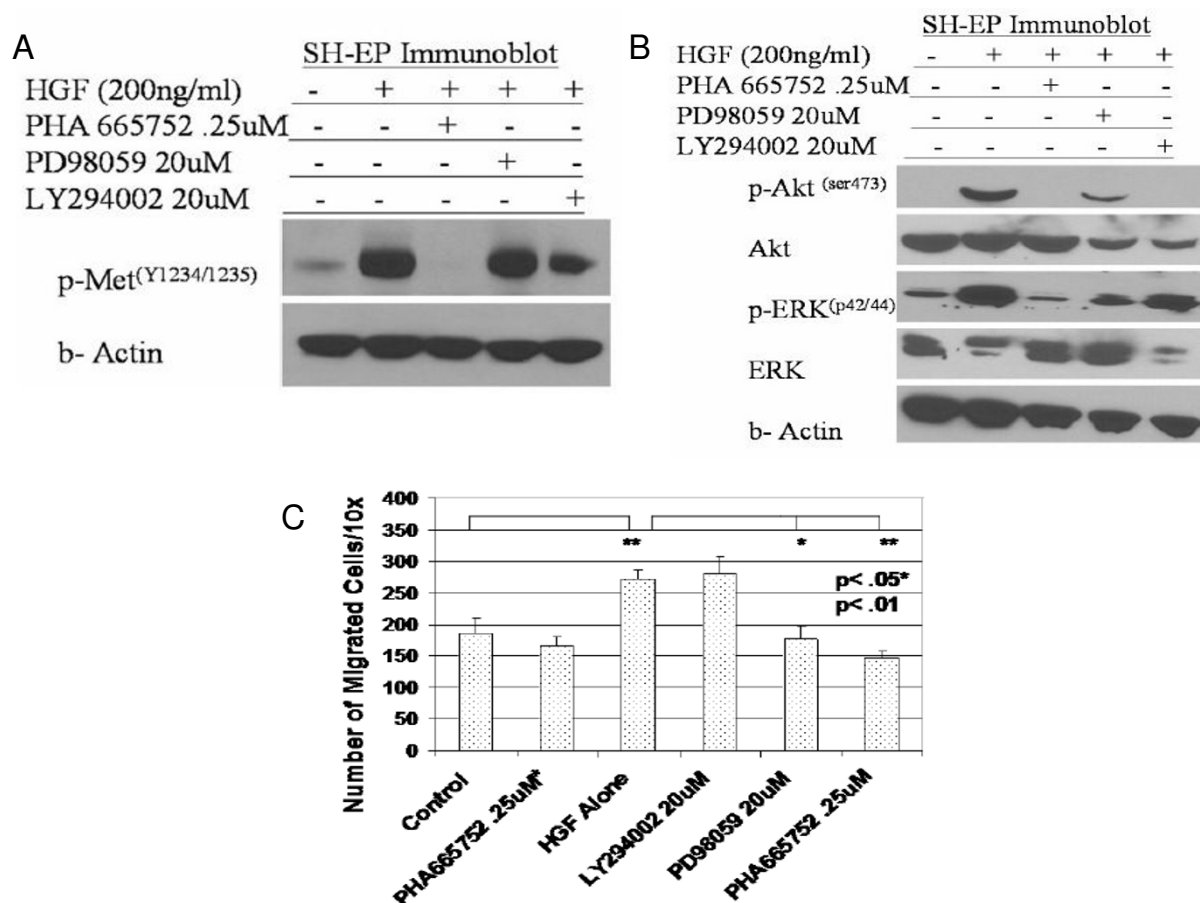 A
SH-EP Immunoblot
HGF (200ng/ml) - + + + +
PHA 665752 .25uM - - + - -
PD98059 20uM - - - + -
LY294002 20uM - - - - +
p-Met(Y1234/1235)
b- Actin
B
SH-EP Immunoblot
HGF (200ng/ml) - + + + +
PHA 665752 .25uM - - + - -
PD98059 20uM - - - + -
LY294002 20uM - - - - +
p-Akt (ser473)
Akt
p-ERK(p42/44)
ERK
b- Actin
C
Number of Migrated Cells/10x
400
350
300
250
200
150
100
50
0
** * **
p< .05*
p< .01
Control
PHA665752 .25uM*
HGF Alone
LY294002 20uM
PD98059 20uM
PHA665752 .25uM